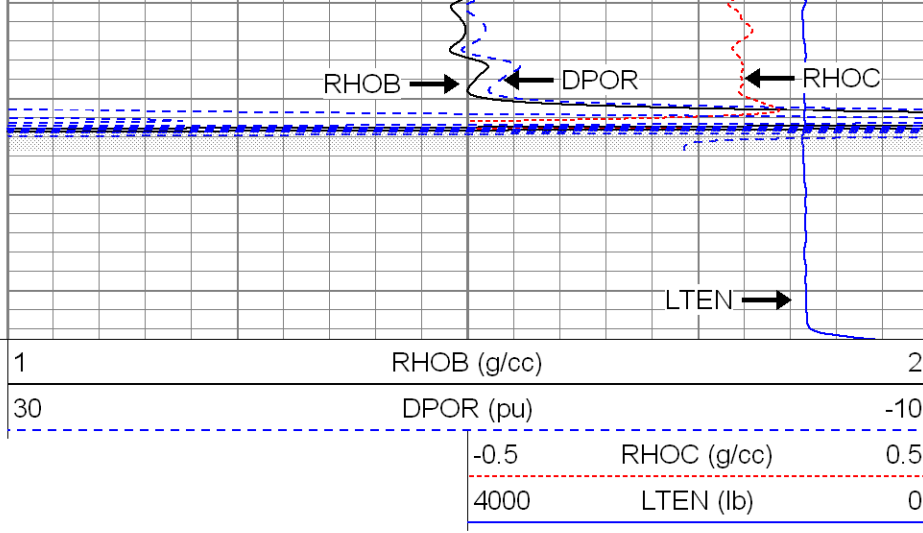 RHOB
DPOR
RHOC
LTEN
1 RHOB (g/cc) 2
30 DPOR (pu) -10
-0.5 RHOC (g/cc) 0.5
4000 LTEN (lb) 0